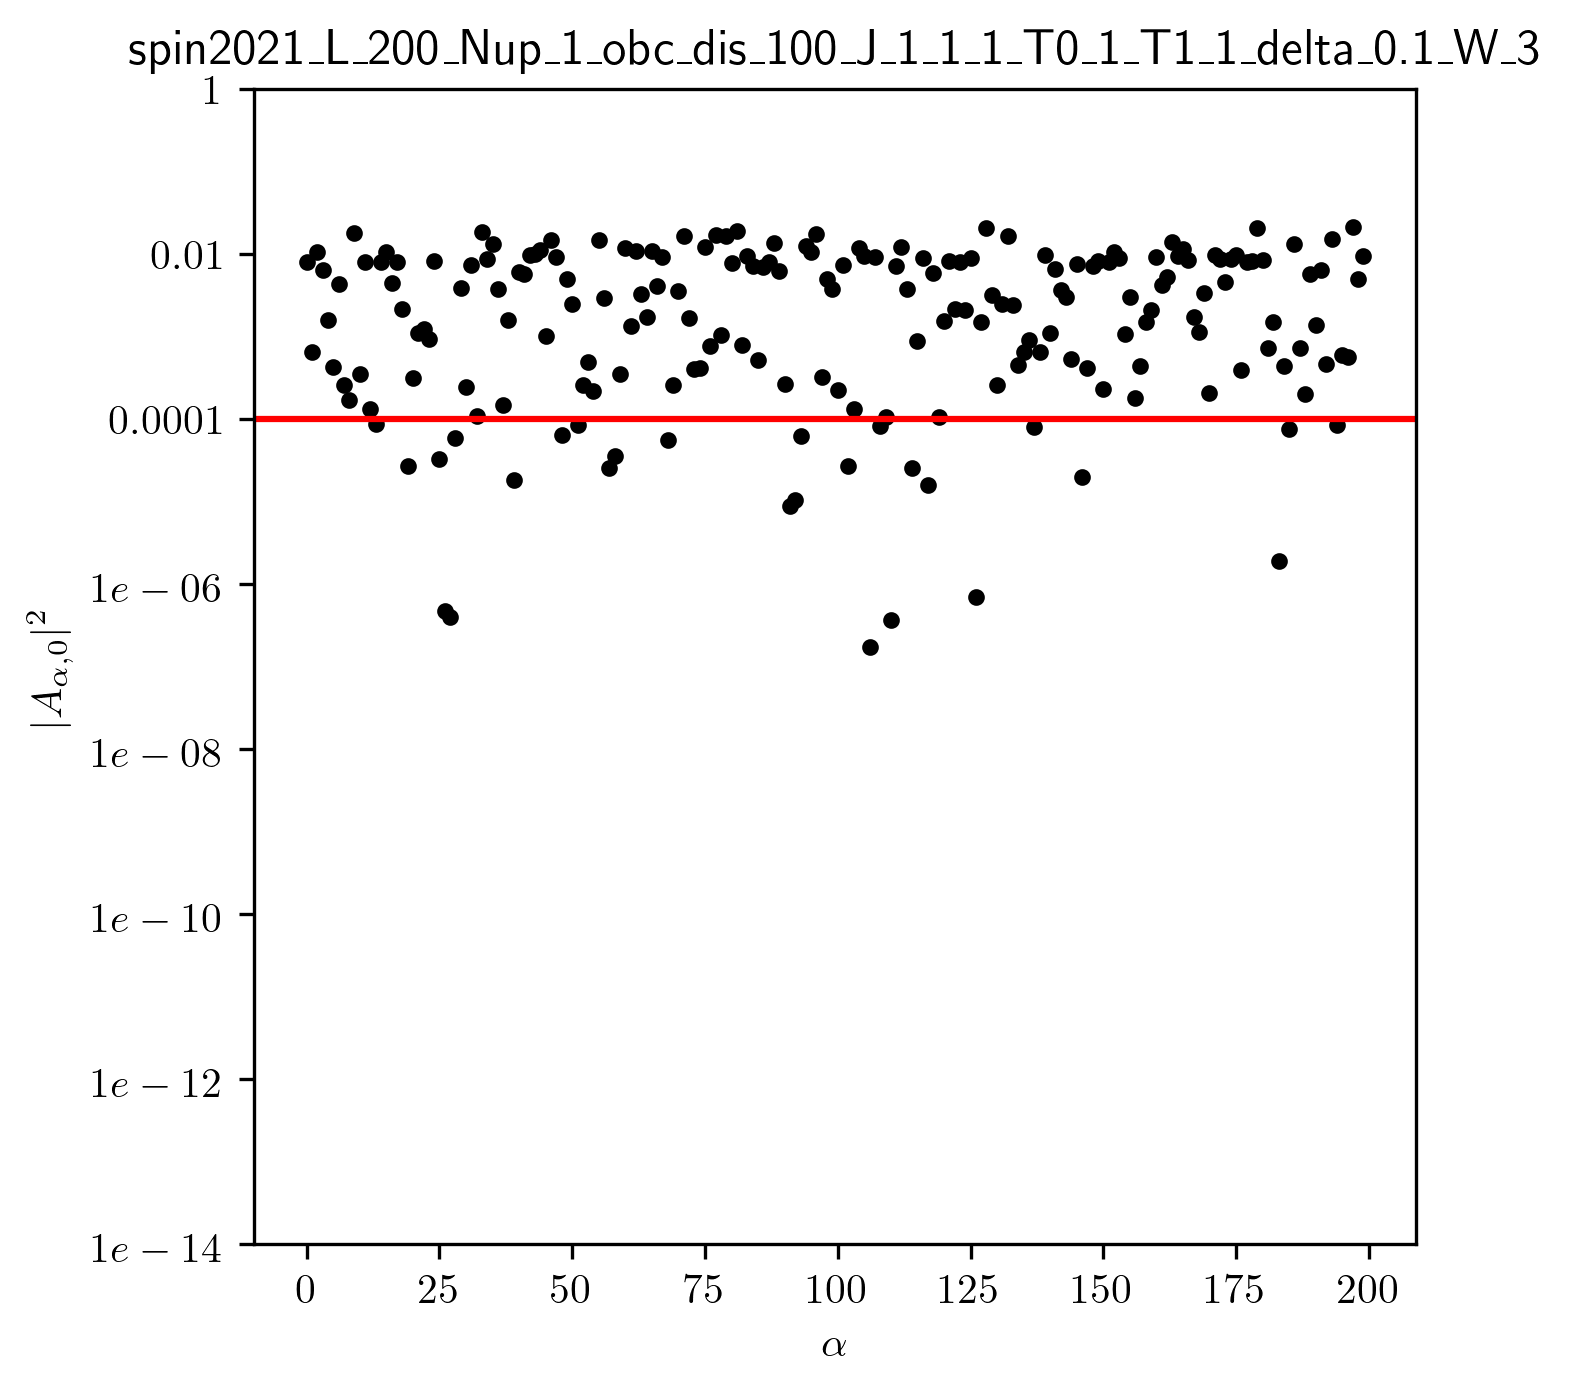 spin2021_L_200_Nup_1_obc_dis_100_J_1_1_1_T0_1_T1_1_delta_0.1_W_3
1
0.01
0.0001
1e − 06
1e − 08
1e − 10
1e − 12
1e − 14
|A_{α,0}|^2
0 25 50 75 100 125 150 175 200
α